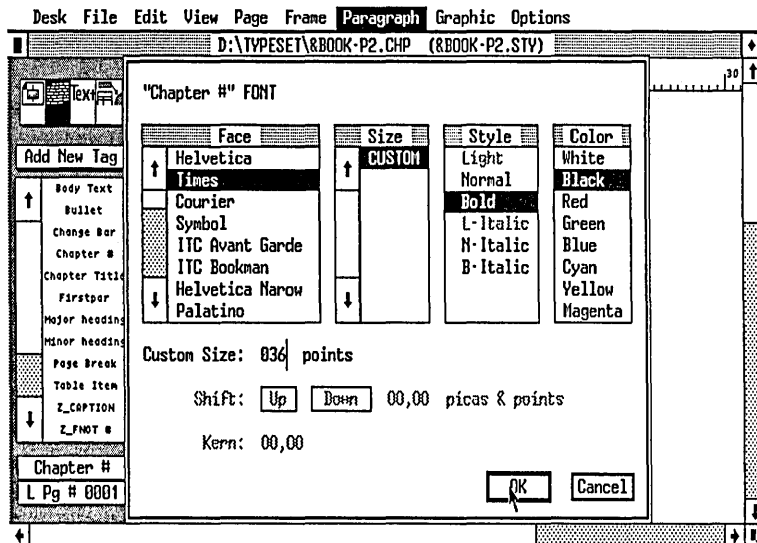 Desk File Edit View Page Frame Paragraph Graphic Options
D:\TYPESET\&BOOK-P2.CHP (&BOOK-P2.STY)
30
Text
"Chapter #" FONT
Face Size Style Color
Add New Tag
Helvetica CUSTOM Light White
Times Normal Black
Courier Bold Red
Symbol L-Italic Green
ITC Avant Garde N-Italic Blue
ITC Bookman B-Italic Cyan
Helvetica Narow Yellow
Palatino Magenta
Body Text
Bullet
Change Bar
Chapter #
Chapter Title
Firstpar
Major heading
Minor heading
Page Break
Table Item
Z_CAPTION
Z_FNOT #
Custom Size: 036 points
Shift: Up Down 00,00 picas & points
Kern: 00,00
Chapter #
L Pg # 0001
OK Cancel